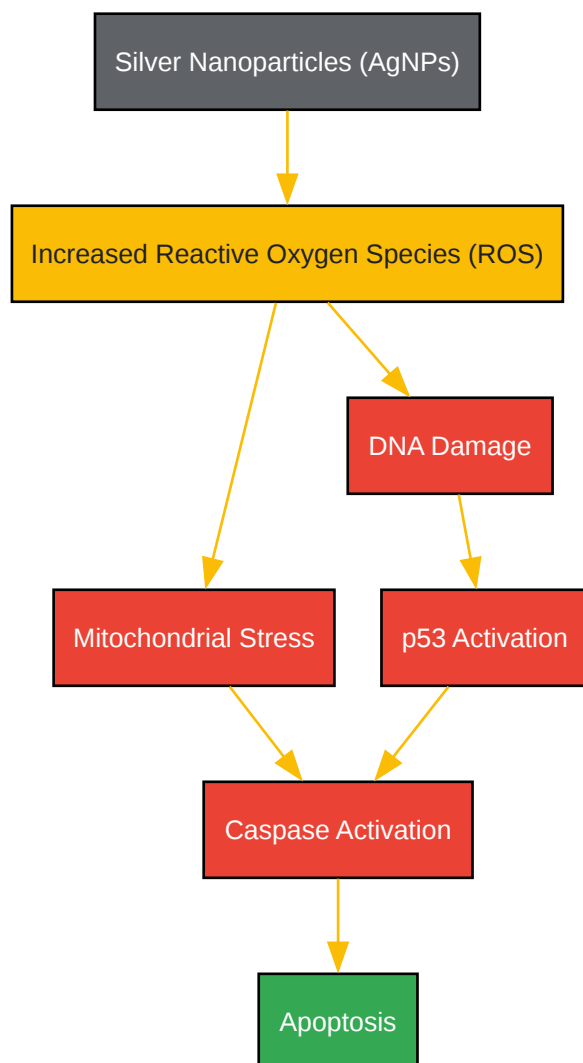 Silver Nanoparticles (AgNPs)
Increased Reactive Oxygen Species (ROS)
DNA Damage
Mitochondrial Stress
p53 Activation
Caspase Activation
Apoptosis